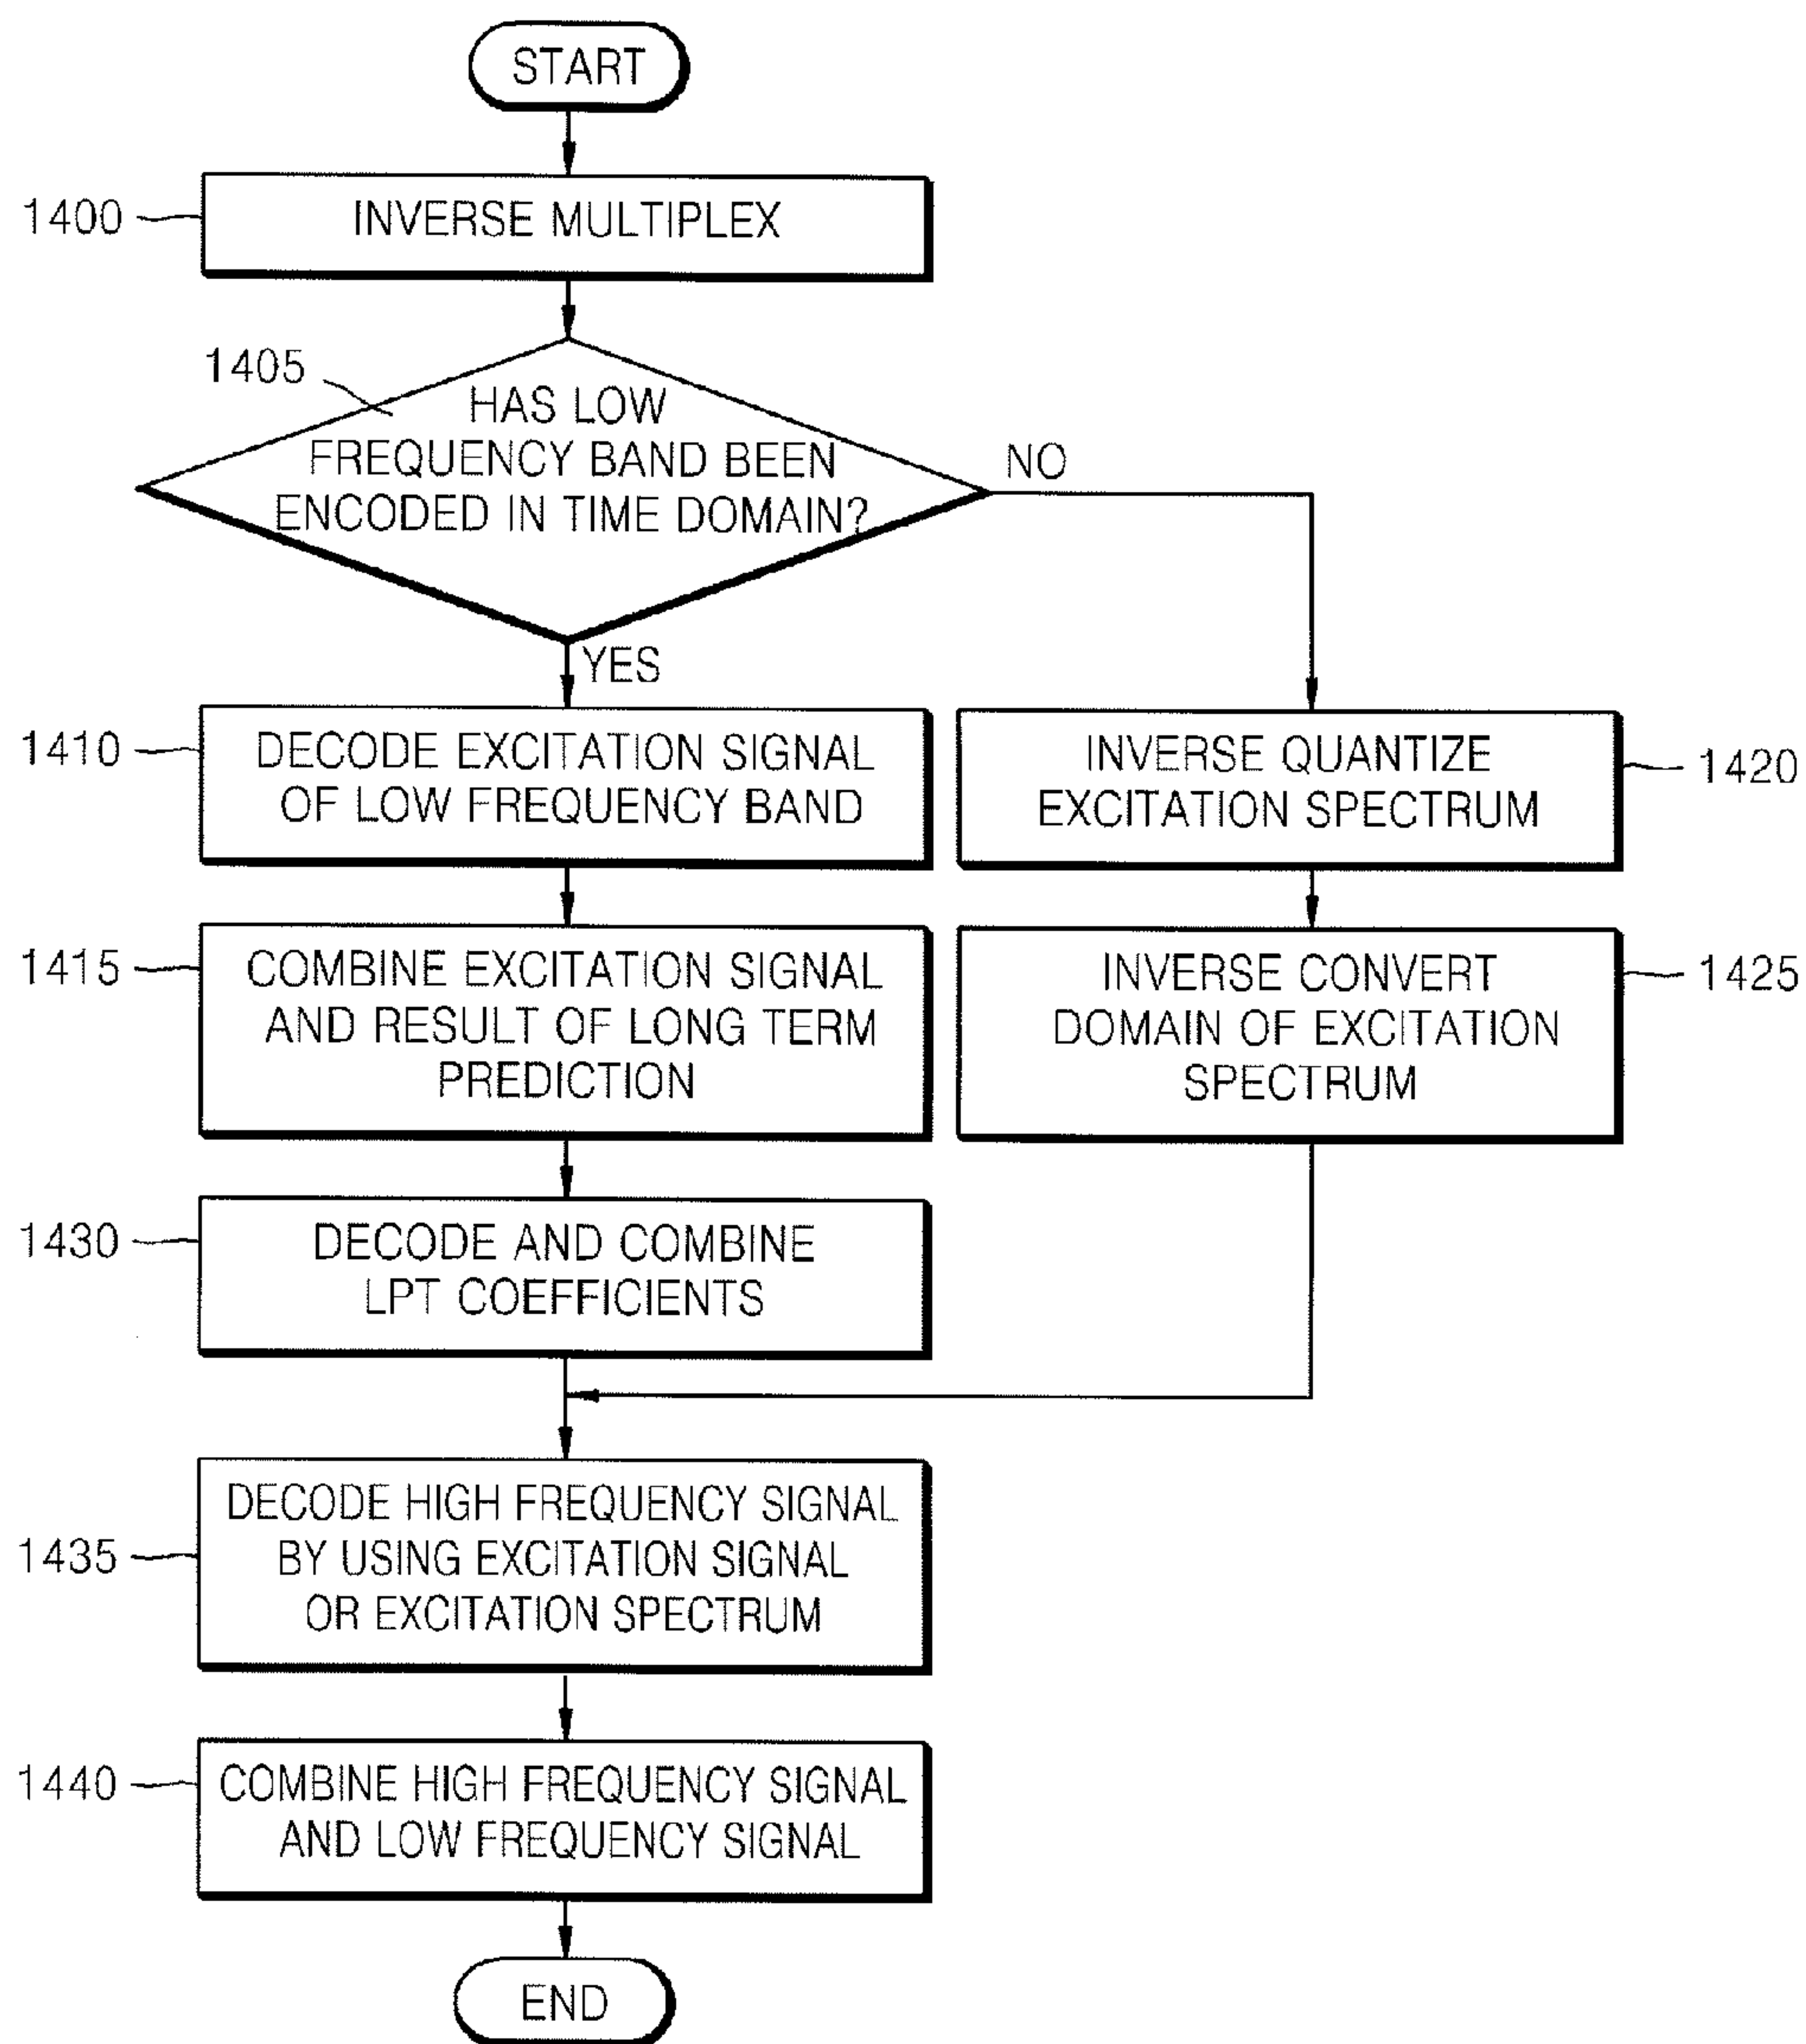 START
1400
INVERSE MULTIPLEX
1405
HAS LOW
FREQUENCY BAND BEEN
ENCODED IN TIME DOMAIN?
NO
YES
1410
DECODE EXCITATION SIGNAL
OF LOW FREQUENCY BAND
INVERSE QUANTIZE
EXCITATION SPECTRUM
1420
1415
COMBINE EXCITATION SIGNAL
AND RESULT OF LONG TERM
PREDICTION
INVERSE CONVERT
DOMAIN OF EXCITATION
SPECTRUM
1425
1430
DECODE AND COMBINE
LPT COEFFICIENTS
1435
DECODE HIGH FREQUENCY SIGNAL
BY USING EXCITATION SIGNAL
OR EXCITATION SPECTRUM
1440
COMBINE HIGH FREQUENCY SIGNAL
AND LOW FREQUENCY SIGNAL
END